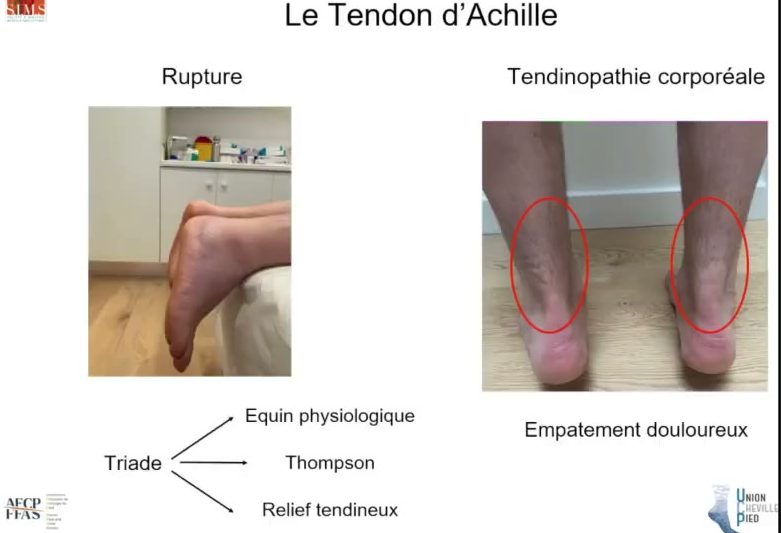 S.I.M.S
Le Tendon d'Achille
Rupture
Tendinopathie corporéale
Triade
Equin physiologique
Thompson
Relief tendineux
Empatement douloureux
AFCP
FFAS
UNION
CHEVILLE
PIED